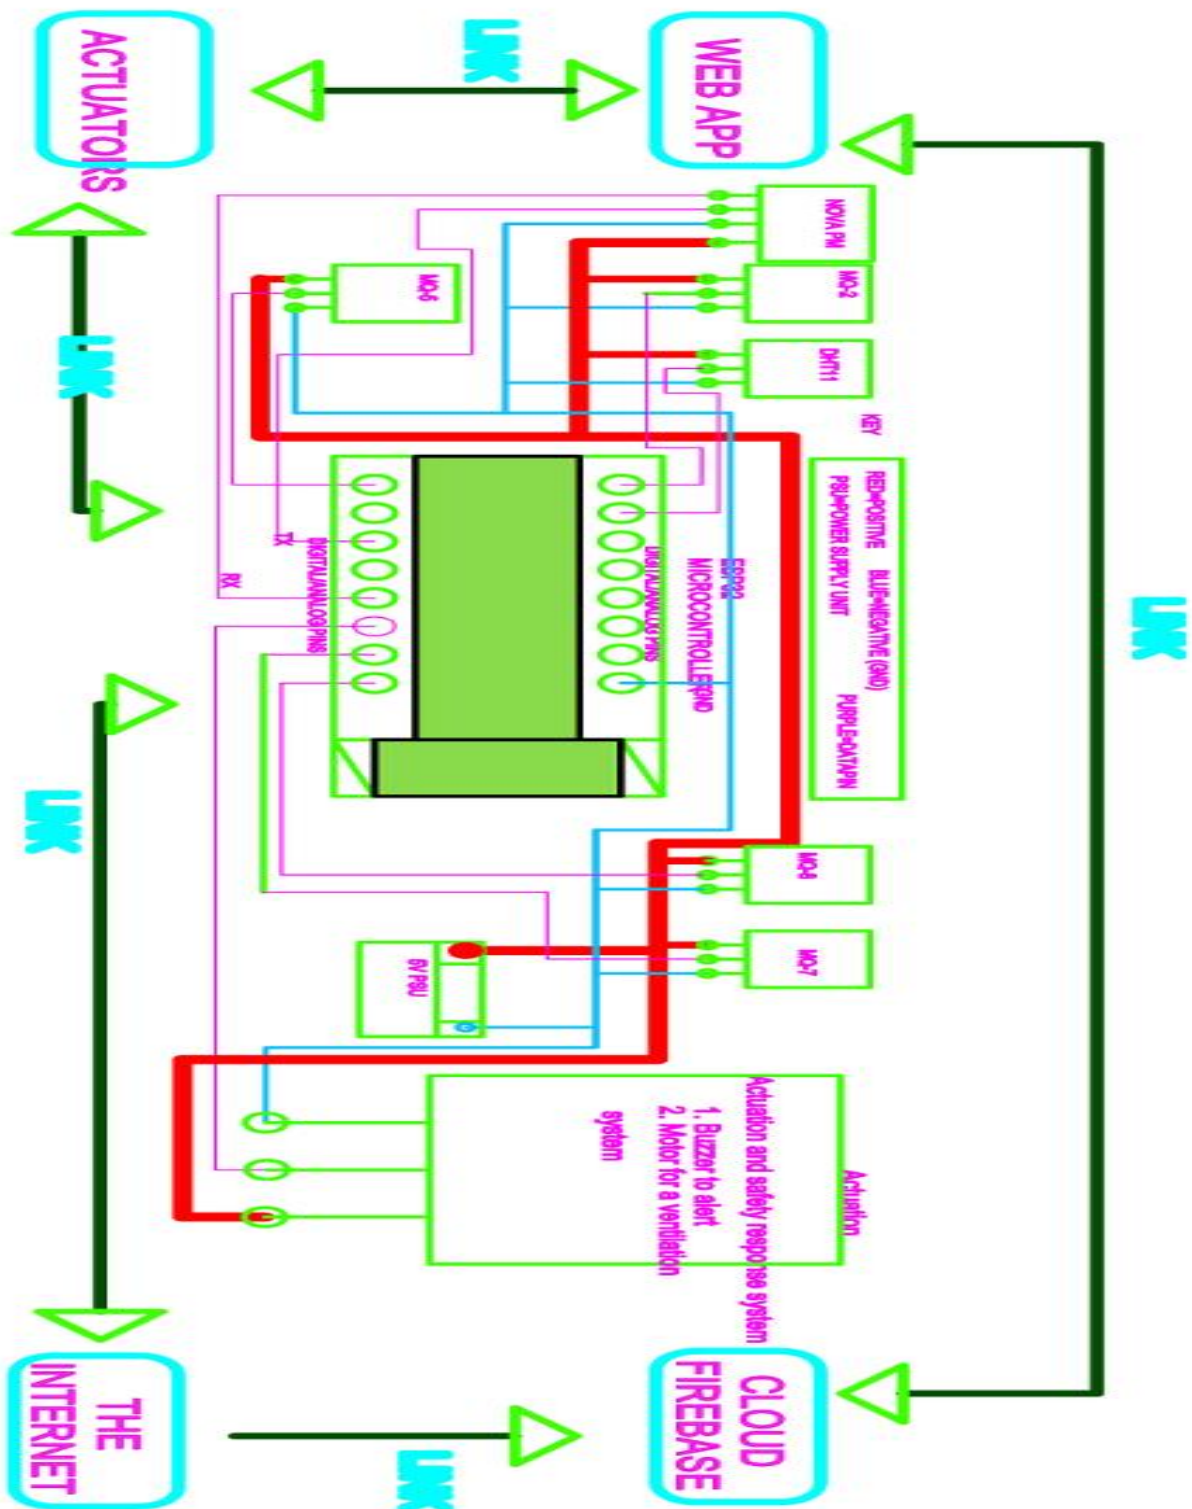 LINK
KEY
RED=POSITIVE BLUE=NEGATIVE (GND)
PSU=POWER SUPPLY UNIT PURPLE=DATAPIN
WEB APP
NOVA PM
MQ-2
DHT11
MQ-8
MQ-7
Actuation
Actuation and safety response system
1. Buzzer to alert
2. Motor for a ventilation
system
CLOUD
FIREBASE
ESP32
MICROCONTROLLER
GND
DIGITAL/ANALOG PINS
LINK
MQ-6
PSU
LINK
DIGITAL/ANALOG PINS
TX
RX
ACTUATORS
LINK
LINK
THE
INTERNET